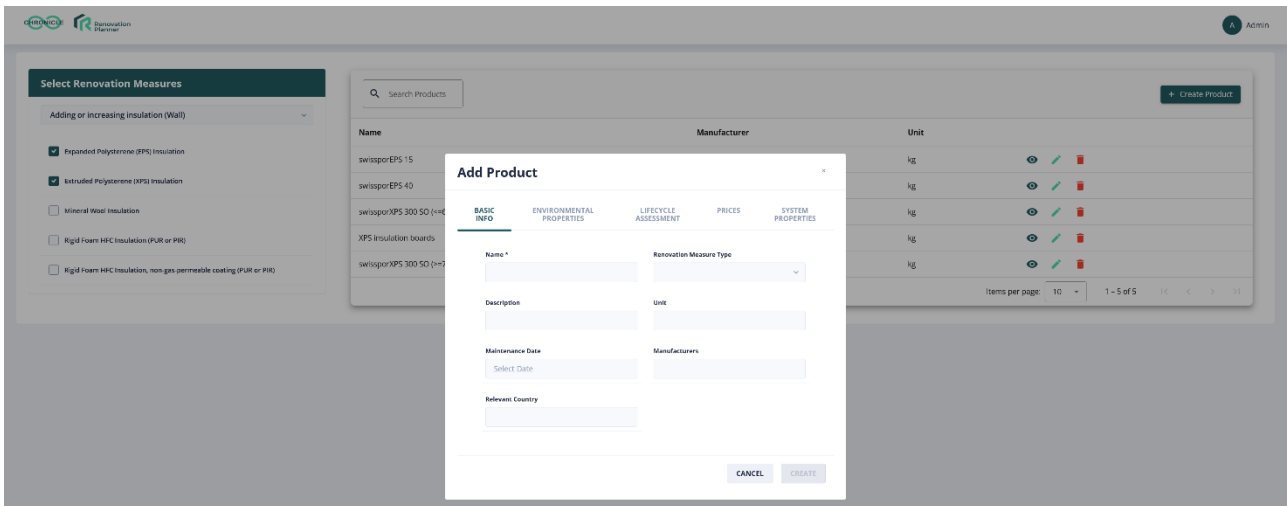 CHRONICLE Renovation
Planner
A Admin
Select Renovation Measures
Adding or increasing insulation (Wall)
Expanded Polysterene (EPS) Insulation
Extruded Polysterene (XPS) Insulation
Mineral Wool Insulation
Rigid Foam HFC Insulation (PUR or PIR)
Rigid Foam HFC Insulation, non-gas-permeable coating (PUR or PIR)
Search Products
+ Create Product
Name Manufacturer Unit
swissporEPS 15 kg
swissporEPS 40 kg
swissporXPS 300 SO (<=6 kg
XPS insulation boards kg
swissporXPS 300 SO (>=7 kg
Items per page: 10 1 – 5 of 5
Add Product
×
BASIC INFO
ENVIRONMENTAL PROPERTIES
LIFECYCLE ASSESSMENT
PRICES
SYSTEM PROPERTIES
Name * Renovation Measure Type
Description Unit
Maintenance Date Manufacturers
Select Date
Relevant Country
CANCEL CREATE